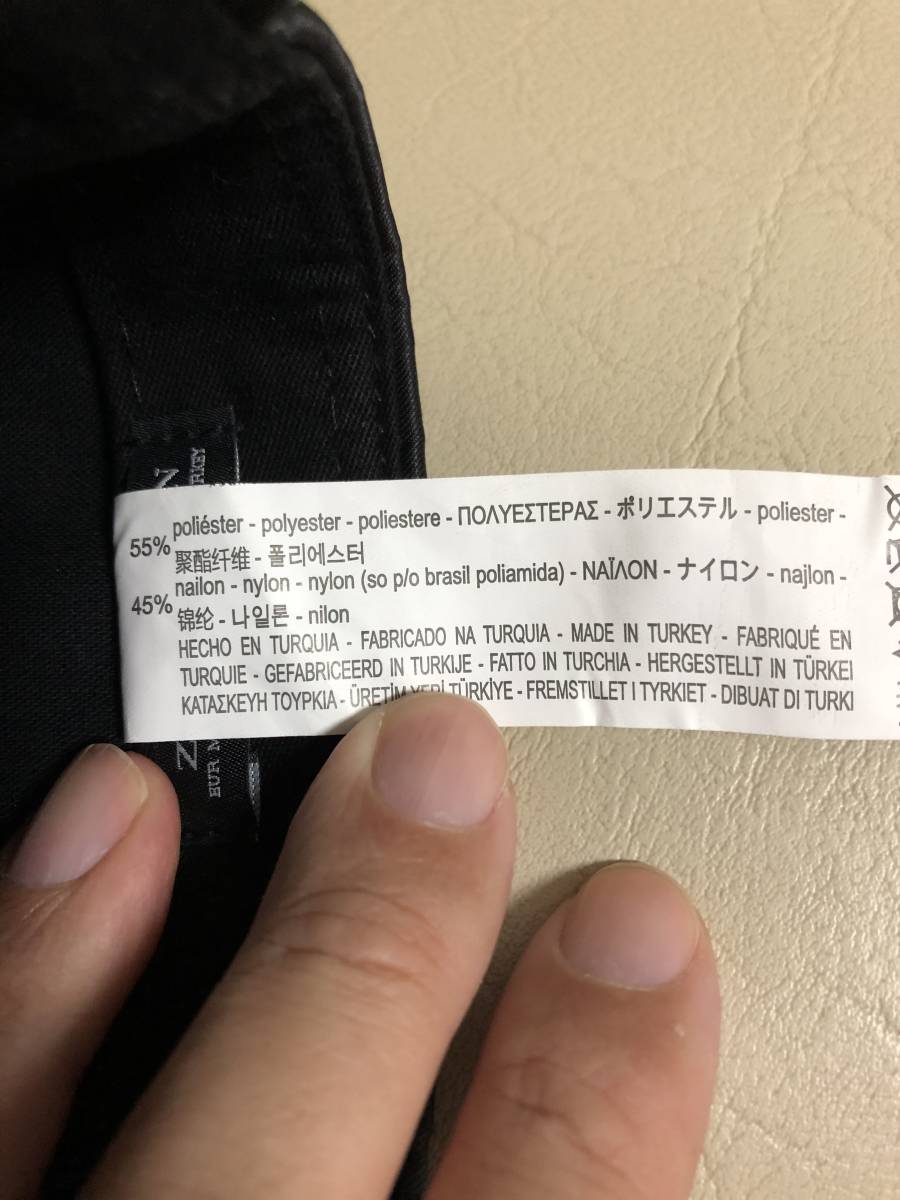 55% poliéster - polyester - poliestere - ΠΟΛΥΕΣΤΕΡΑΣ - ポリエステル - poliester -
聚酯纤维 - 폴리에스터
45% nailon - nylon - nylon (so p/o brasil poliamida) - ΝΑΪΛΟΝ - ナイロン - najlon -
锦纶 - 나일론 - nilon
HECHO EN TURQUIA - FABRICADO NA TURQUIA - MADE IN TURKEY - FABRIQUÉ EN
TURQUIE - GEFABRICEERD IN TURKIJE - FATTO IN TURCHIA - HERGESTELLT IN TÜRKEI
ΚΑΤΑΣΚΕΥΗ ΤΟΥΡΚΙΑ - ÜRETİM YERİ TÜRKİYE - FREMSTILLET I TYRKIET - DIBUAT DI TURKI
EUR